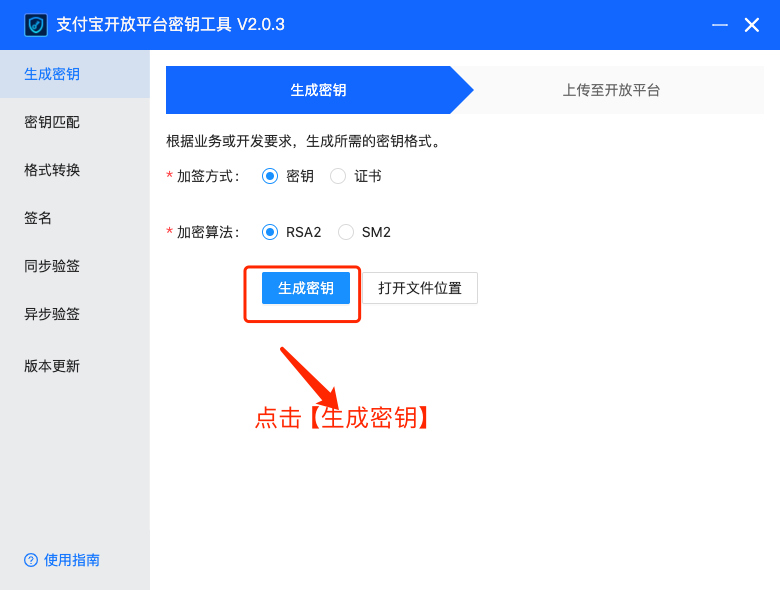 支付宝开放平台密钥工具 V2.0.3
生成密钥
密钥匹配
格式转换
签名
同步验签
异步验签
版本更新
使用指南
生成密钥
上传至开放平台
根据业务或开发要求，生成所需的密钥格式。
* 加签方式： 密钥 证书
* 加密算法： RSA2 SM2
生成密钥 打开文件位置
点击【生成密钥】